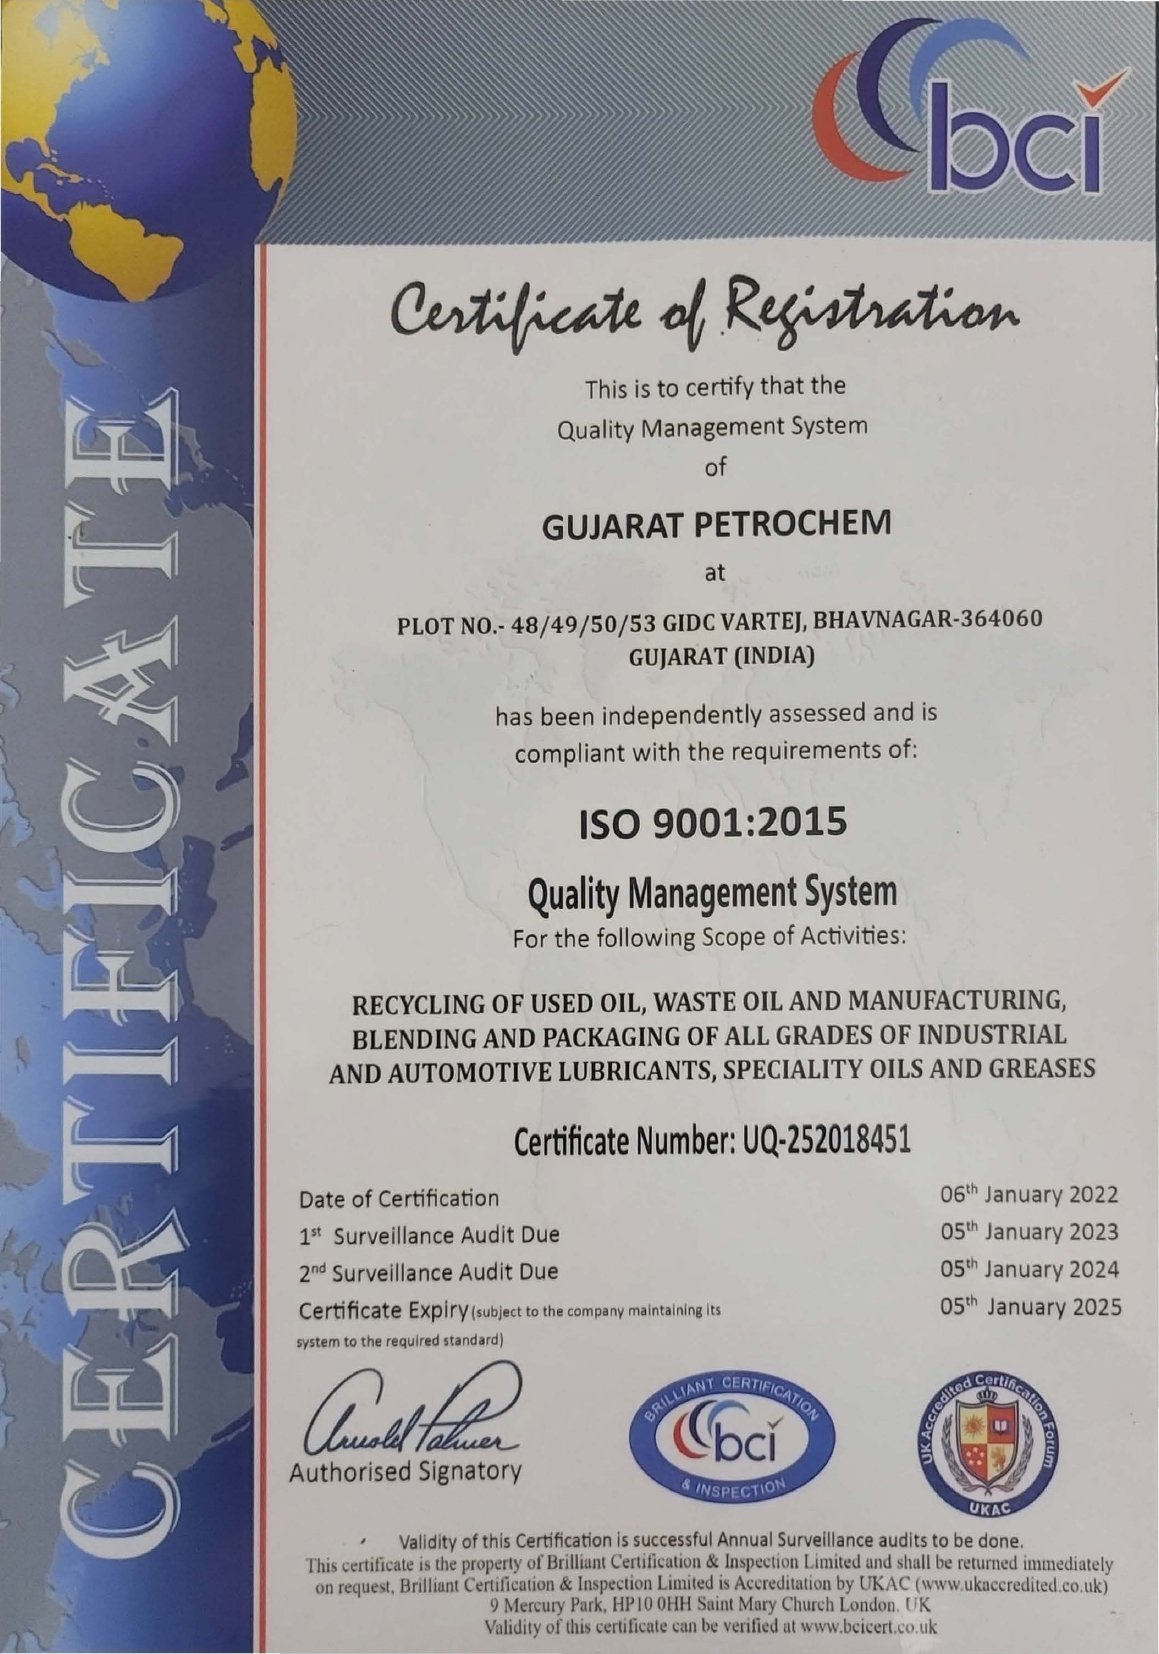 bci
CERTIFICATE
Certificate of Registration
This is to certify that the
Quality Management System
of
GUJARAT PETROCHEM
at
PLOT NO.- 48/49/50/53 GIDC VARTEJ, BHAVNAGAR-364060
GUJARAT (INDIA)
has been independently assessed and is
compliant with the requirements of:
ISO 9001:2015
Quality Management System
For the following Scope of Activities:
RECYCLING OF USED OIL, WASTE OIL AND MANUFACTURING,
BLENDING AND PACKAGING OF ALL GRADES OF INDUSTRIAL
AND AUTOMOTIVE LUBRICANTS, SPECIALITY OILS AND GREASES
Certificate Number: UQ-252018451
Date of Certification 06th January 2022
1st Surveillance Audit Due 05th January 2023
2nd Surveillance Audit Due 05th January 2024
Certificate Expiry (subject to the company maintaining its 05th January 2025
system to the required standard)
Arnold Palmer
Authorised Signatory
BRILLIANT CERTIFICATION
bci
& INSPECTION
UK Accredited Certification Forum
UKAC
Validity of this Certification is successful Annual Surveillance audits to be done.
This certificate is the property of Brilliant Certification & Inspection Limited and shall be returned immediately
on request, Brilliant Certification & Inspection Limited is Accreditation by UKAC (www.ukaccredited.co.uk)
9 Mercury Park, HP10 0HH Saint Mary Church London, UK
Validity of this certificate can be verified at www.bcicert.co.uk